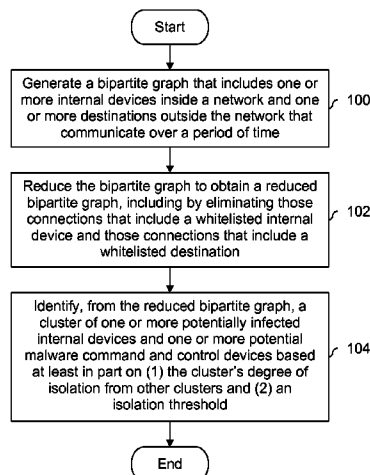 Start
Generate a bipartite graph that includes one or
more internal devices inside a network and one
or more destinations outside the network that
communicate over a period of time
100
Reduce the bipartite graph to obtain a reduced
bipartite graph, including by eliminating those
connections that include a whitelisted internal
device and those connections that include a
whitelisted destination
102
Identify, from the reduced bipartite graph, a
cluster of one or more potentially infected
internal devices and one or more potential
malware command and control devices based
at least in part on (1) the cluster's degree of
isolation from other clusters and (2) an
isolation threshold
104
End